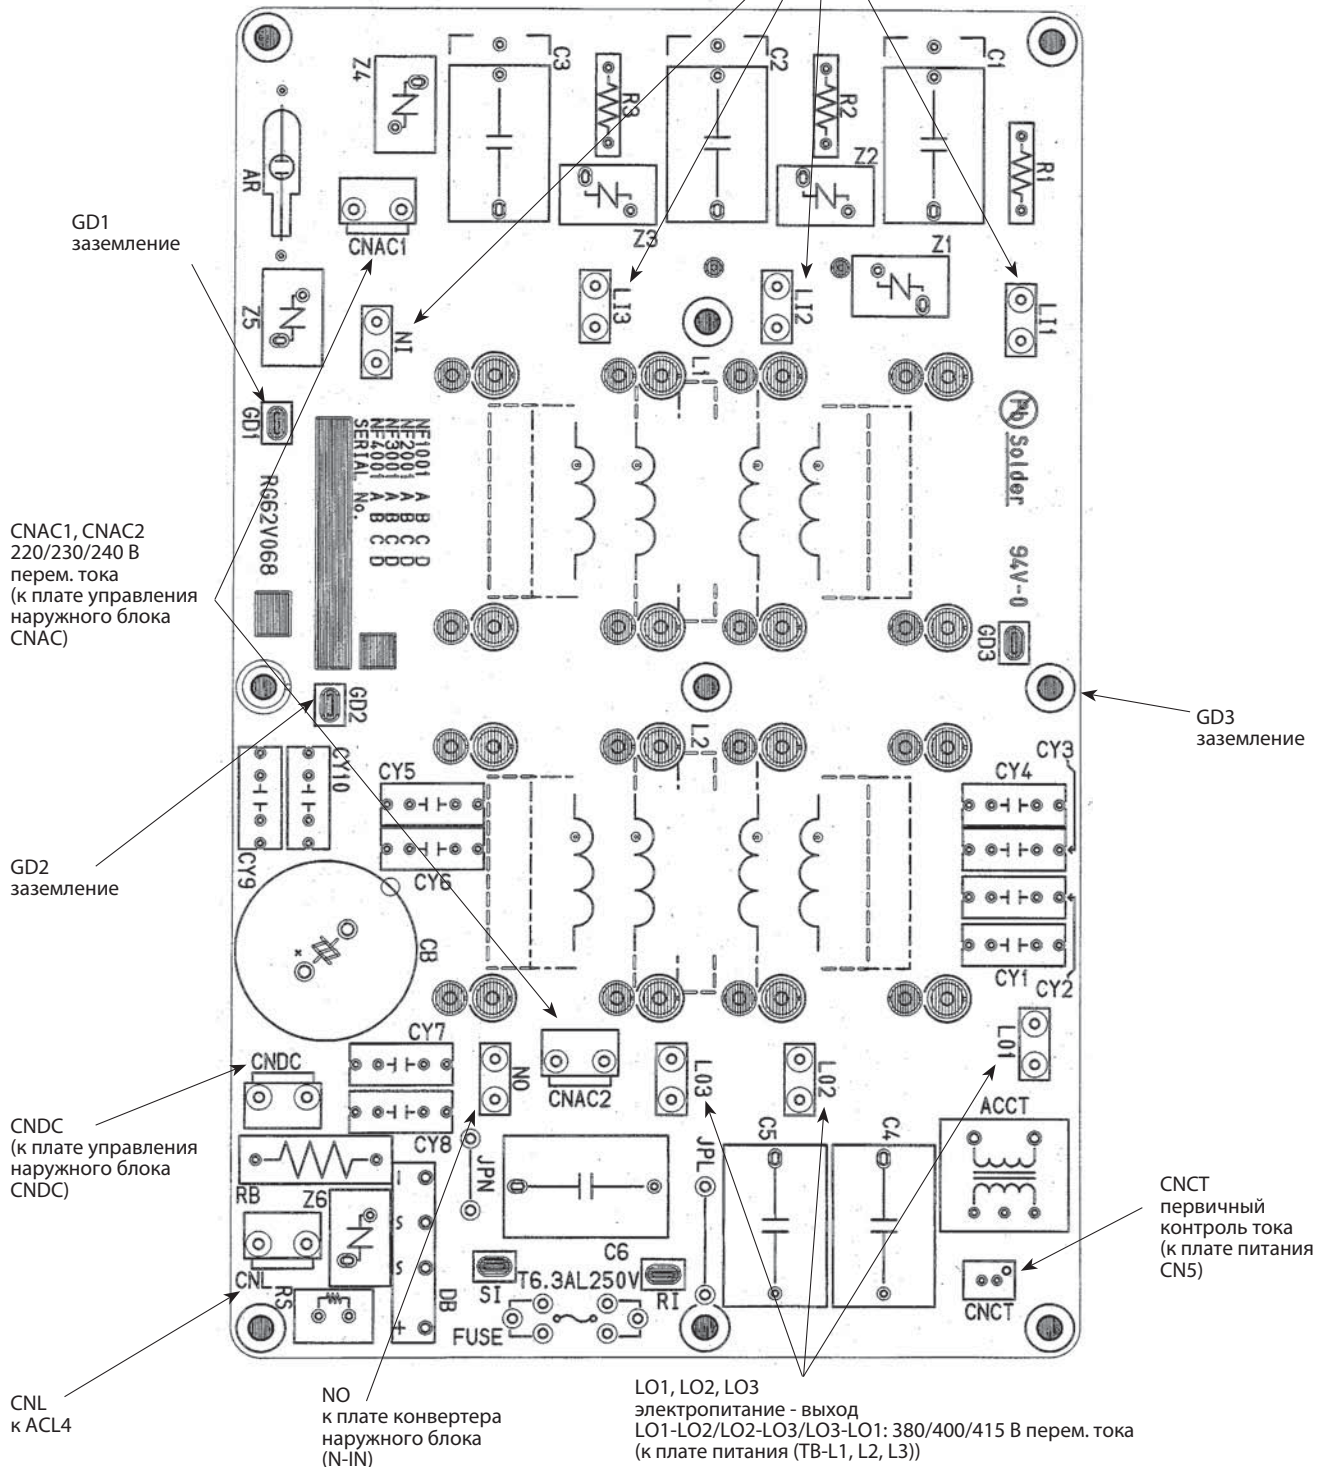 C3
C2
C1
Z4
R3
R2
R1
AR
Z2
CNAC1
Z3
Z1
GD1
заземление
Z5
NI
LI3
LI2
LI1
L1
GD1
NF1001 A B C D
NF2001 A B C D
NF3001 A B C D
NF4001 A B C D
SERIAL No.
RG62V068
Pb Solder
94V-0
CNAC1, CNAC2
220/230/240 В
перем. тока
(к плате управления
наружного блока
CNAC)
GD3
GD2
GD3
заземление
L2
CY10
CY5
CY3
CY4
CY9
CY6
GD2
заземление
CB
CY1
CY2
CY7
LO1
CNDC
NO
CNAC2
LO3
LO2
ACCT
CNDC
(к плате управления
наружного блока
CNDC)
CY8
JPN
JPL
C5
C4
RB
Z6
I
S
S
+
DB
C6
CNCT
первичный
контроль тока
(к плате питания
CN5)
CNL
RS
SI
T6.3AL250V
RI
FUSE
CNCT
CNL
к ACL4
NO
к плате конвертера
наружного блока
(N-IN)
LO1, LO2, LO3
электропитание - выход
LO1-LO2/LO2-LO3/LO3-LO1: 380/400/415 В перем. тока
(к плате питания (TB-L1, L2, L3))